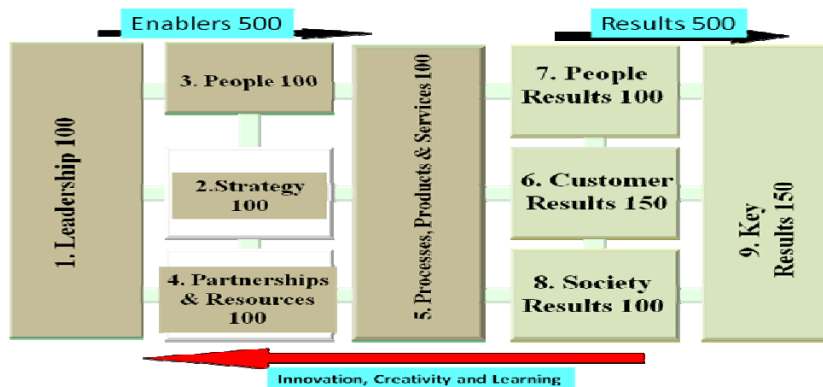 Enablers 500
Results 500
1. Leadership 100
3. People 100
2.Strategy
100
4. Partnerships
& Resources
100
5. Processes, Products & Services 100
7. People
Results 100
6. Customer
Results 150
8. Society
Results 100
9. Key
Results 150
Innovation, Creativity and Learning